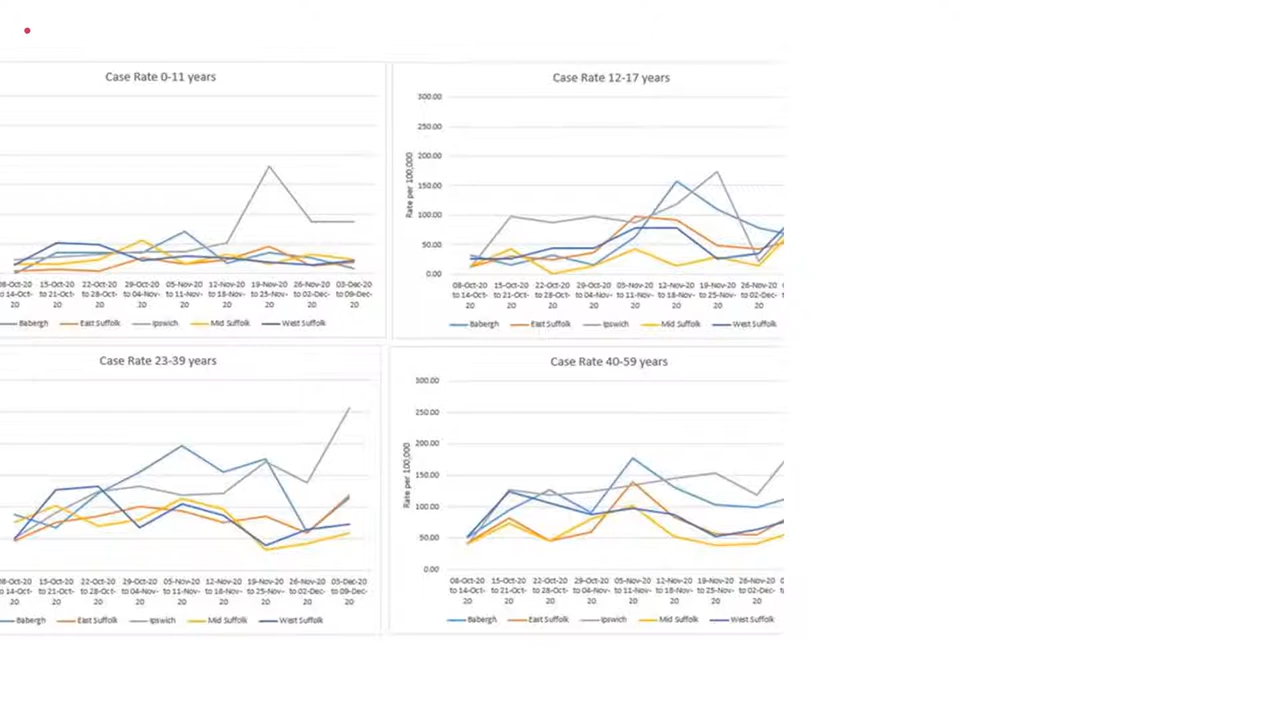 Case Rate 0-11 years
08-Oct-20 15-Oct-20 22-Oct-20 29-Oct-20 05-Nov-20 12-Nov-20 19-Nov-20 26-Nov-20 03-Dec-20
to 14-Oct- to 21-Oct- to 28-Oct- to 04-Nov- to 11-Nov- to 18-Nov- to 25-Nov- to 02-Dec- to 09-Dec-
20 20 20 20 20 20 20 20 20
Babergh East Suffolk Ipswich Mid Suffolk West Suffolk
Case Rate 12-17 years
300.00
250.00
200.00
150.00
100.00
50.00
0.00
Rate per 100,000
08-Oct-20 15-Oct-20 22-Oct-20 29-Oct-20 05-Nov-20 12-Nov-20 19-Nov-20 26-Nov-20
to 14-Oct- to 21-Oct- to 28-Oct- to 04-Nov- to 11-Nov- to 18-Nov- to 25-Nov- to 02-Dec-
20 20 20 20 20 20 20 20
Babergh East Suffolk Ipswich Mid Suffolk West Suffolk
Case Rate 23-39 years
08-Oct-20 15-Oct-20 22-Oct-20 29-Oct-20 05-Nov-20 12-Nov-20 19-Nov-20 26-Nov-20 03-Dec-20
to 14-Oct- to 21-Oct- to 28-Oct- to 04-Nov- to 11-Nov- to 18-Nov- to 25-Nov- to 02-Dec- to 09-Dec-
20 20 20 20 20 20 20 20 20
Babergh East Suffolk Ipswich Mid Suffolk West Suffolk
Case Rate 40-59 years
300.00
250.00
200.00
150.00
100.00
50.00
0.00
Rate per 100,000
08-Oct-20 15-Oct-20 22-Oct-20 29-Oct-20 05-Nov-20 12-Nov-20 19-Nov-20 26-Nov-20
to 14-Oct- to 21-Oct- to 28-Oct- to 04-Nov- to 11-Nov- to 18-Nov- to 25-Nov- to 02-Dec-
20 20 20 20 20 20 20 20
Babergh East Suffolk Ipswich Mid Suffolk West Suffolk